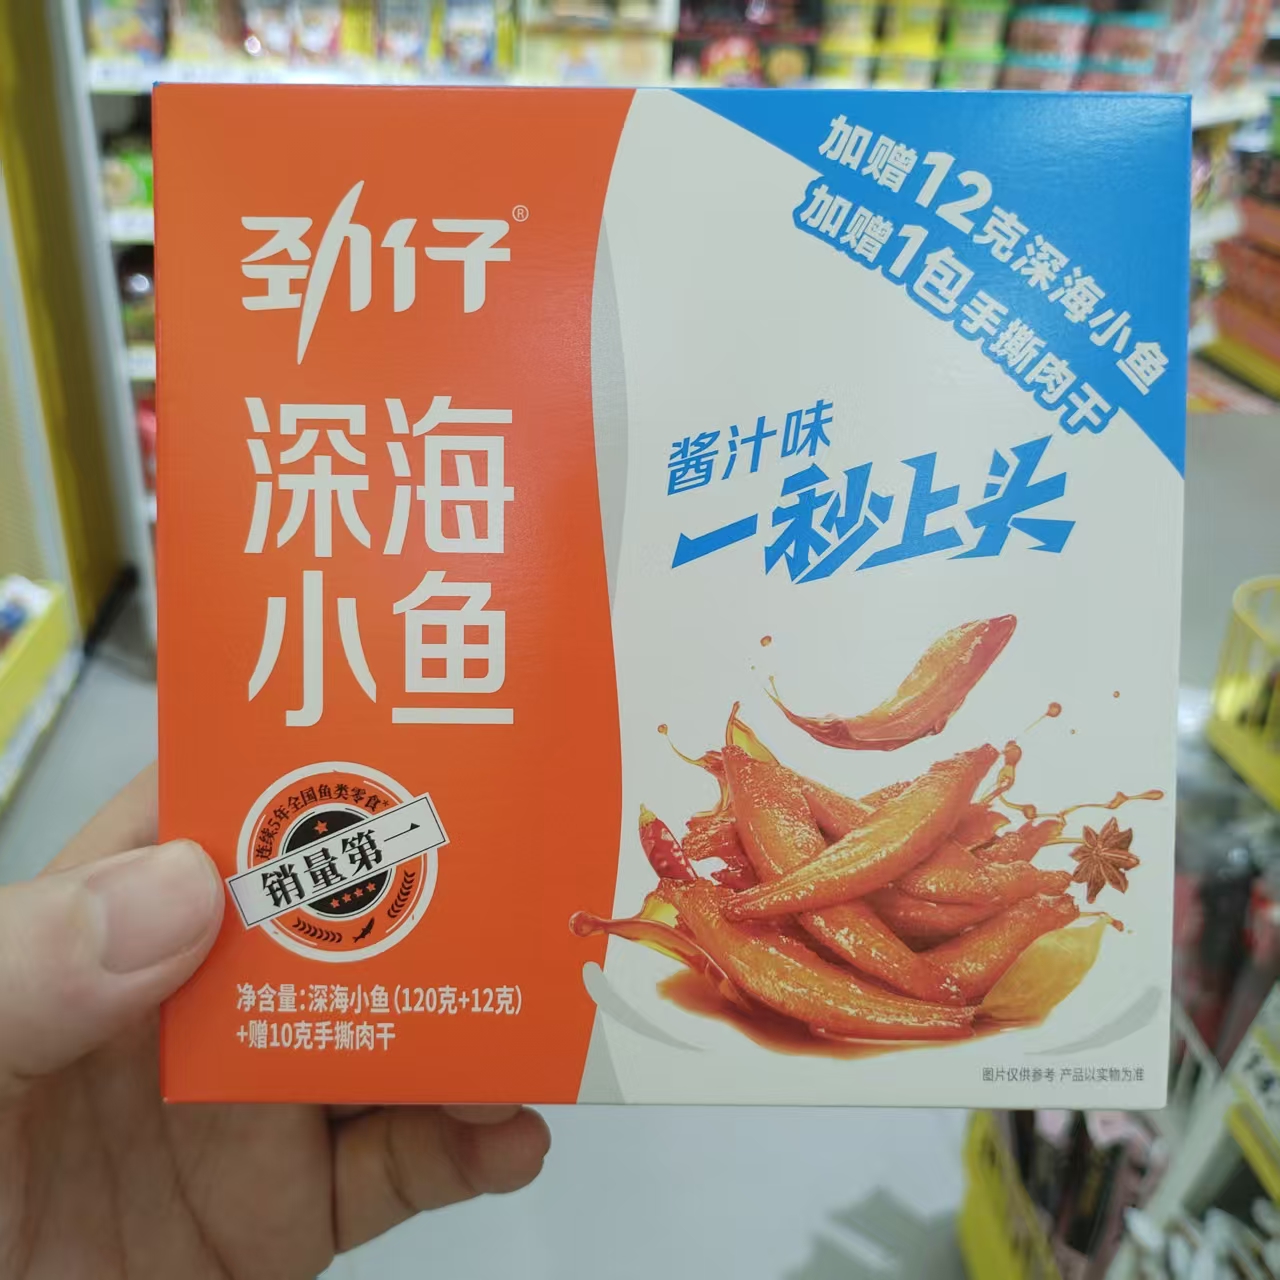 劲仔®
深海
小鱼
连续5年全国鱼类零食*
销量第一
净含量:深海小鱼(120克+12克)
+赠10克手撕肉干
加赠12克深海小鱼
加赠1包手撕肉干
酱汁味
一秒上头
图片仅供参考 产品以实物为准